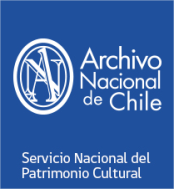 Archivo
Nacional
de Chile
Servicio Nacional del
Patrimonio Cultural